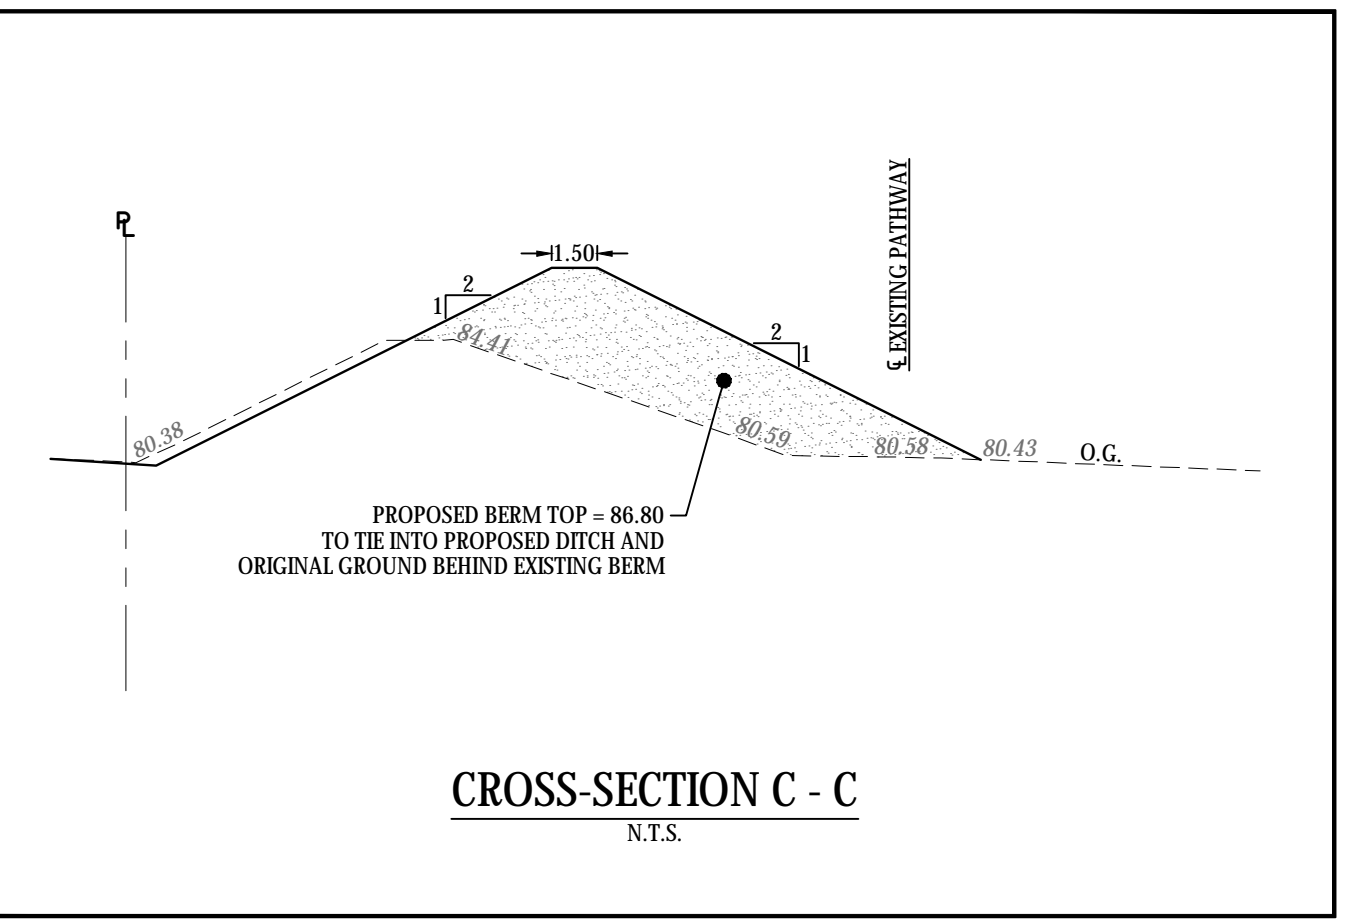 EXISTING PATHWAY
PL
1.50
2
1
84.41
2
1
80.38
80.59
80.58
80.43
O.G.
PROPOSED BERM TOP = 86.80
TO TIE INTO PROPOSED DITCH AND
ORIGINAL GROUND BEHIND EXISTING BERM
CROSS-SECTION C - C
N.T.S.